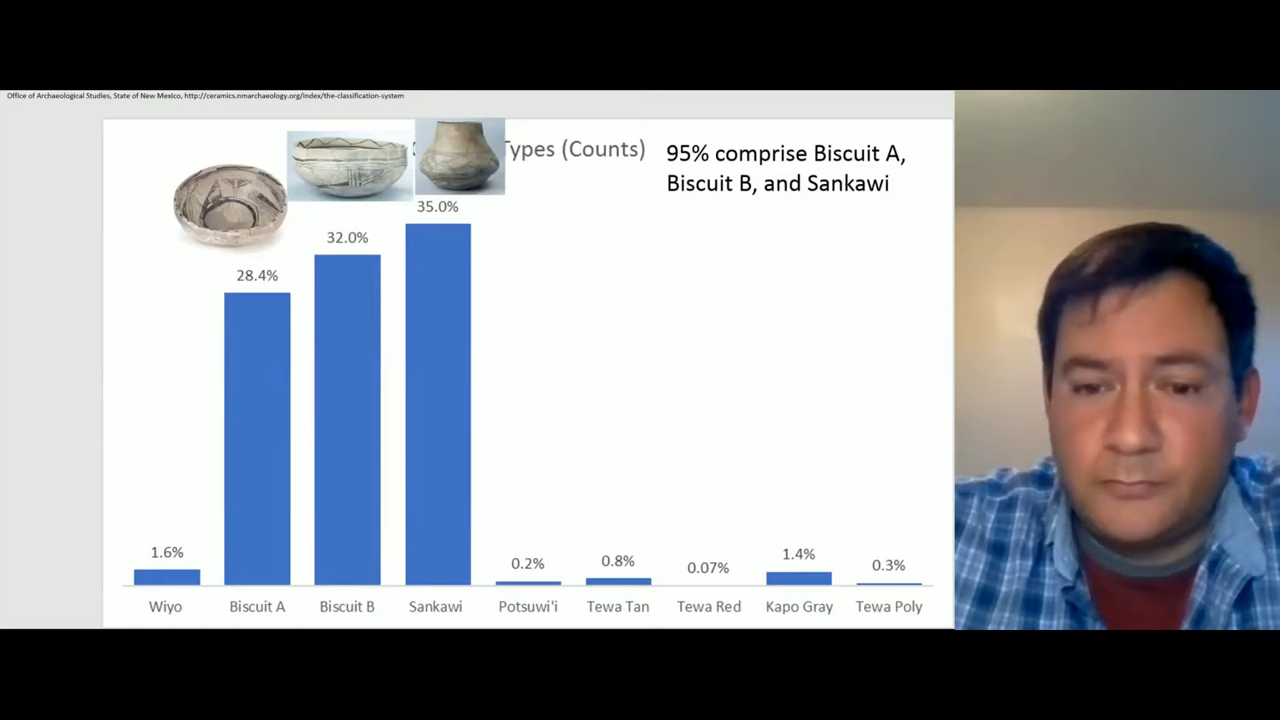 Office of Archaeological Studies, State of New Mexico, http://ceramics.nmarchaeology.org/index/the-classification-system
Types (Counts)
95% comprise Biscuit A,
Biscuit B, and Sankawi
35.0%
32.0%
28.4%
1.6%
0.2%
0.8%
0.07%
1.4%
0.3%
Wiyo
Biscuit A
Biscuit B
Sankawi
Potsuwi'i
Tewa Tan
Tewa Red
Kapo Gray
Tewa Poly